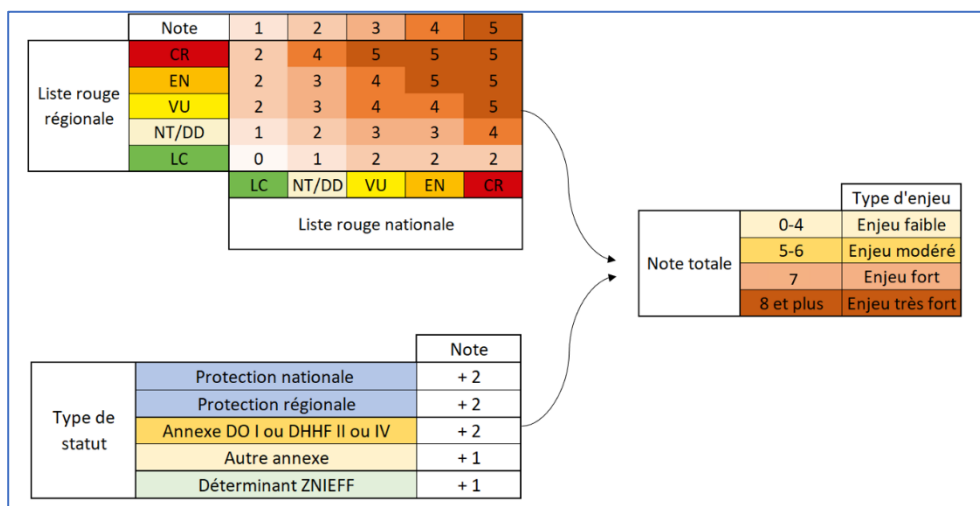 Note 1 2 3 4 5
Liste rouge régionale
CR 2 4 5 5 5
EN 2 3 4 5 5
VU 2 3 4 4 5
NT/DD 1 2 3 3 4
LC 0 1 2 2 2
LC NT/DD VU EN CR
Liste rouge nationale
Type d'enjeu
Note totale
0-4 Enjeu faible
5-6 Enjeu modéré
7 Enjeu fort
8 et plus Enjeu très fort
Note
Type de statut
Protection nationale + 2
Protection régionale + 2
Annexe DO I ou DHHF II ou IV + 2
Autre annexe + 1
Déterminant ZNIEFF + 1